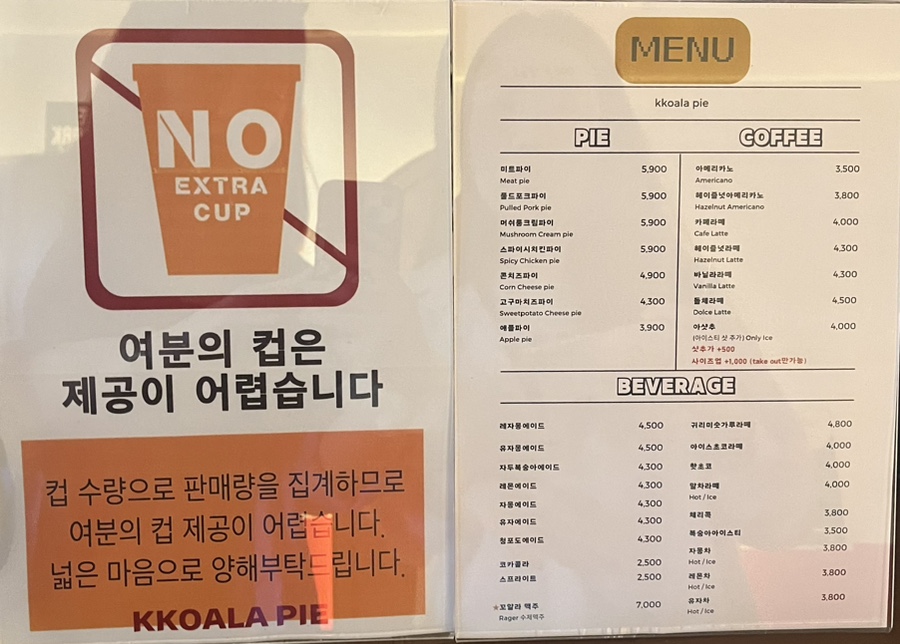 NO
EXTRA
CUP
여분의 컵은
제공이 어렵습니다
컵 수량으로 판매량을 집계하므로
여분의 컵 제공이 어렵습니다.
넓은 마음으로 양해부탁드립니다.
KKOALA PIE
MENU
kkoala pie
PIE
미트파이 5,900
Meat pie
풀드포크파이 5,900
Pulled Pork pie
머쉬룸크림파이 5,900
Mushroom Cream pie
스파이시치킨파이 5,900
Spicy Chicken pie
콘치즈파이 4,900
Corn Cheese pie
고구마치즈파이 4,300
Sweetpotato Cheese pie
애플파이 3,900
Apple pie
COFFEE
아메리카노 3,500
Americano
헤이즐넛아메리카노 3,800
Hazelnut Americano
카페라떼 4,000
Cafe Latte
헤이즐넛라떼 4,300
Hazelnut Latte
바닐라라떼 4,300
Vanilla Latte
돌체라떼 4,500
Dolce Latte
아샷추 4,000
(아이스티 샷 추가) Only Ice
샷추가 +500
사이즈업 +1,000 (take out만가능)
BEVERAGE
레자몽에이드 4,500
유자몽에이드 4,500
자두복숭아에이드 4,300
레몬에이드 4,300
자몽에이드 4,300
유자에이드 4,300
청포도에이드 4,300
코카콜라 2,500
스프라이트 2,500
*꼬알라 맥주 7,000
Rager 수제맥주
귀리미숫가루라떼 4,800
아이스초코라떼 4,000
핫초코 4,000
말차라떼 4,000
Hot / Ice
체리콕 3,800
복숭아아이스티 3,500
자몽차 3,800
Hot / Ice
레몬차 3,800
Hot / Ice
유자차 3,800
Hot / Ice